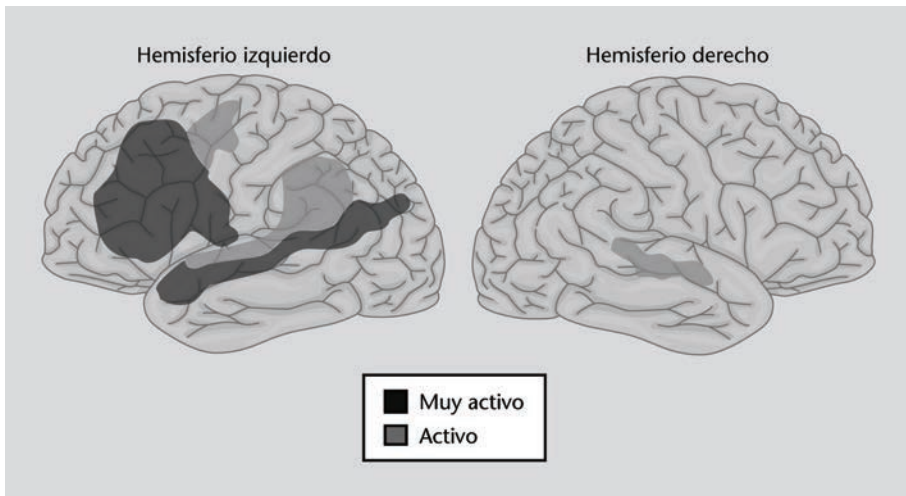 Hemisferio izquierdo
Hemisferio derecho
Muy activo
Activo